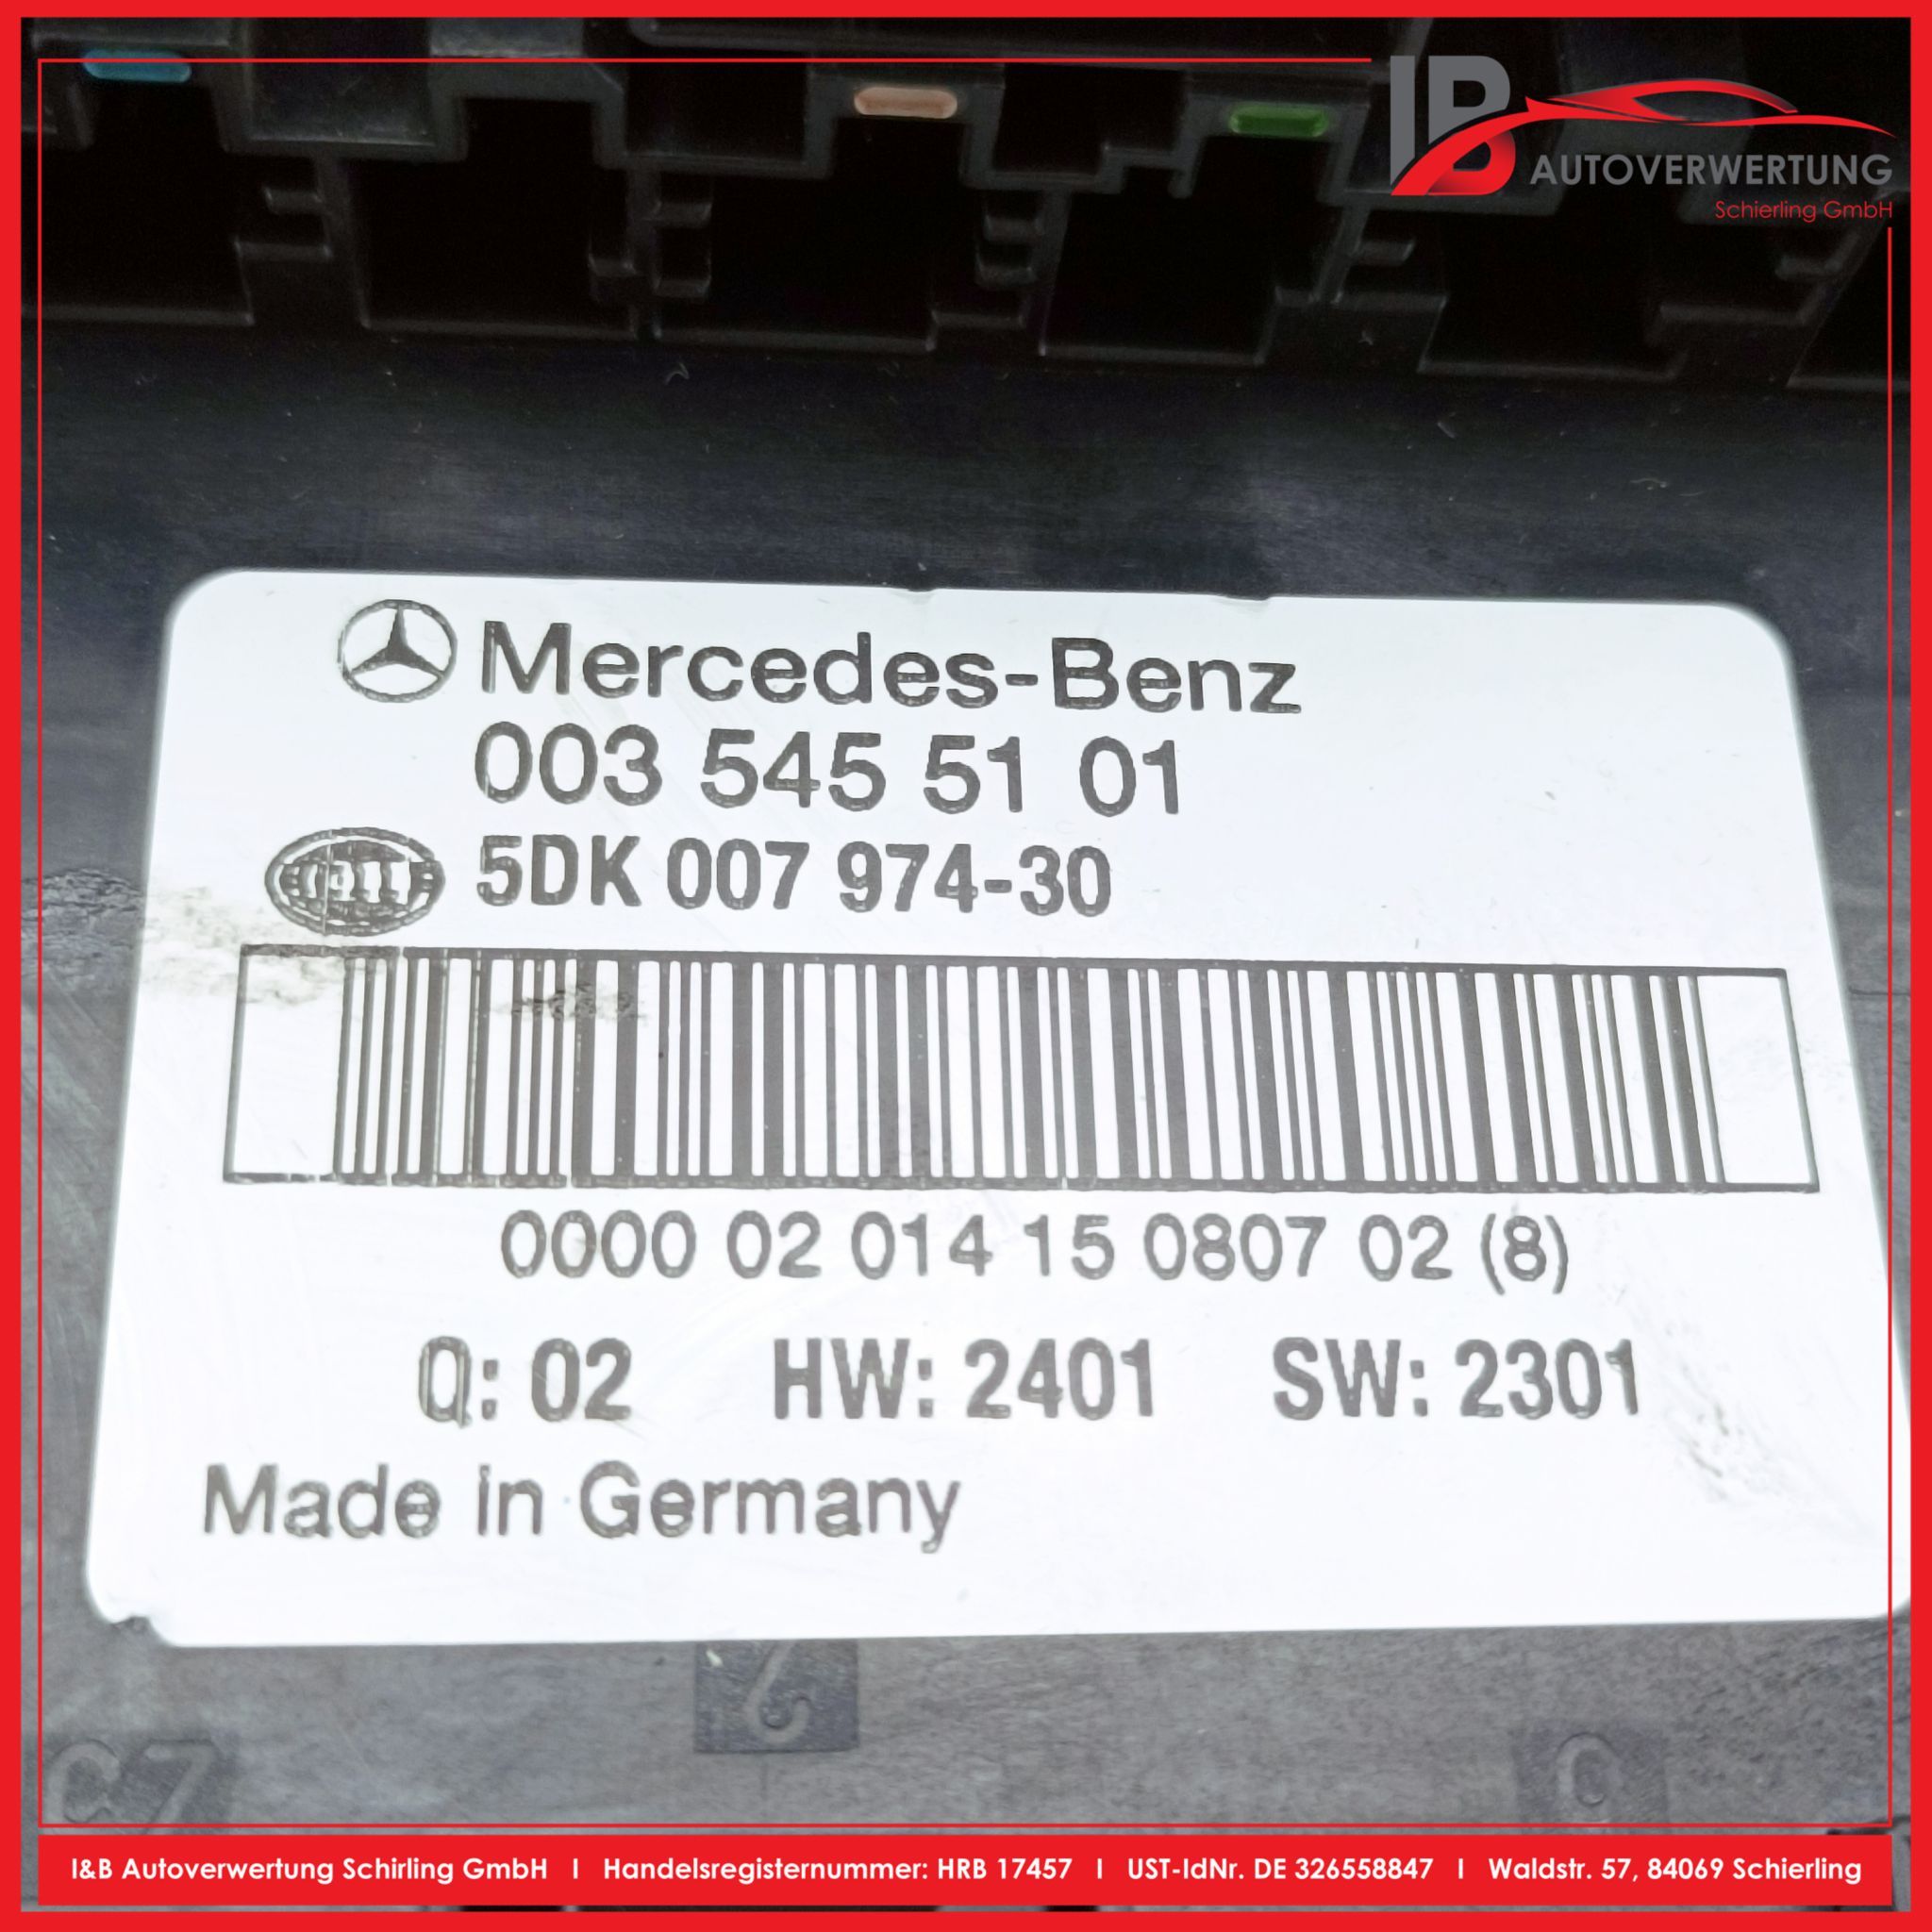 IB
AUTOVERWERTUNG
Schierling GmbH
Mercedes-Benz
003 545 51 01
HELLA 5DK 007 974-30
0000 02 014 15 0807 02 (8)
Q: 02 HW: 2401 SW: 2301
Made in Germany
C7
C
I&B Autoverwertung Schirling GmbH I Handelsregisternummer: HRB 17457 I UST-IdNr. DE 326558847 I Waldstr. 57, 84069 Schierling